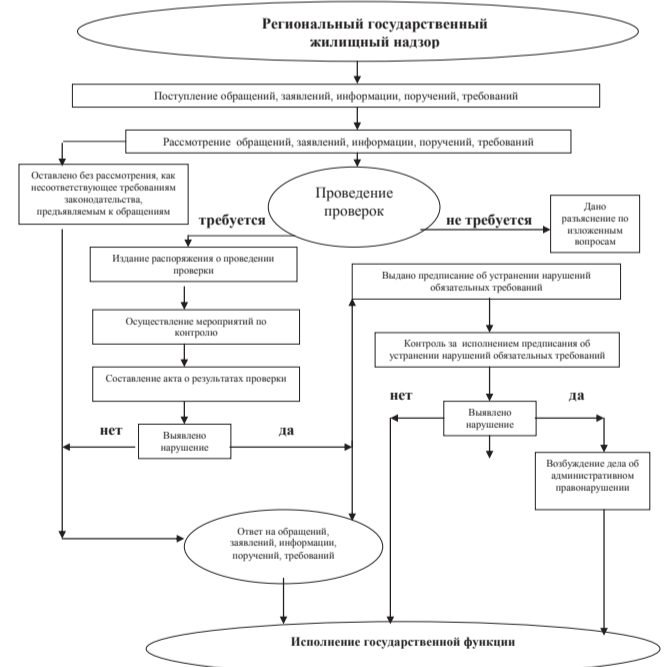 Региональный государственный
жилищный надзор
Поступление обращений, заявлений, информации, поручений, требований
Рассмотрение обращений, заявлений, информации, поручений, требований
Оставлено без рассмотрения, как
несоответствующее требованиям
законодательства,
предъявляемым к обращениям
Проведение
проверок
Дано
разъяснение по
изложенным
вопросам
требуется
не требуется
Издание распоряжения о проведении
проверки
Выдано предписание об устранении нарушений
обязательных требований
Осуществление мероприятий по
контролю
Контроль за исполнением предписания об
устранении нарушений обязательных требований
Составление акта о результатах проверки
нет
да
Выявлено
нарушение
нет
да
Выявлено
нарушение
Возбуждение дела об
административном
правонарушении
Ответ на обращений,
заявлений, информации,
поручений, требований
Исполнение государственной функции